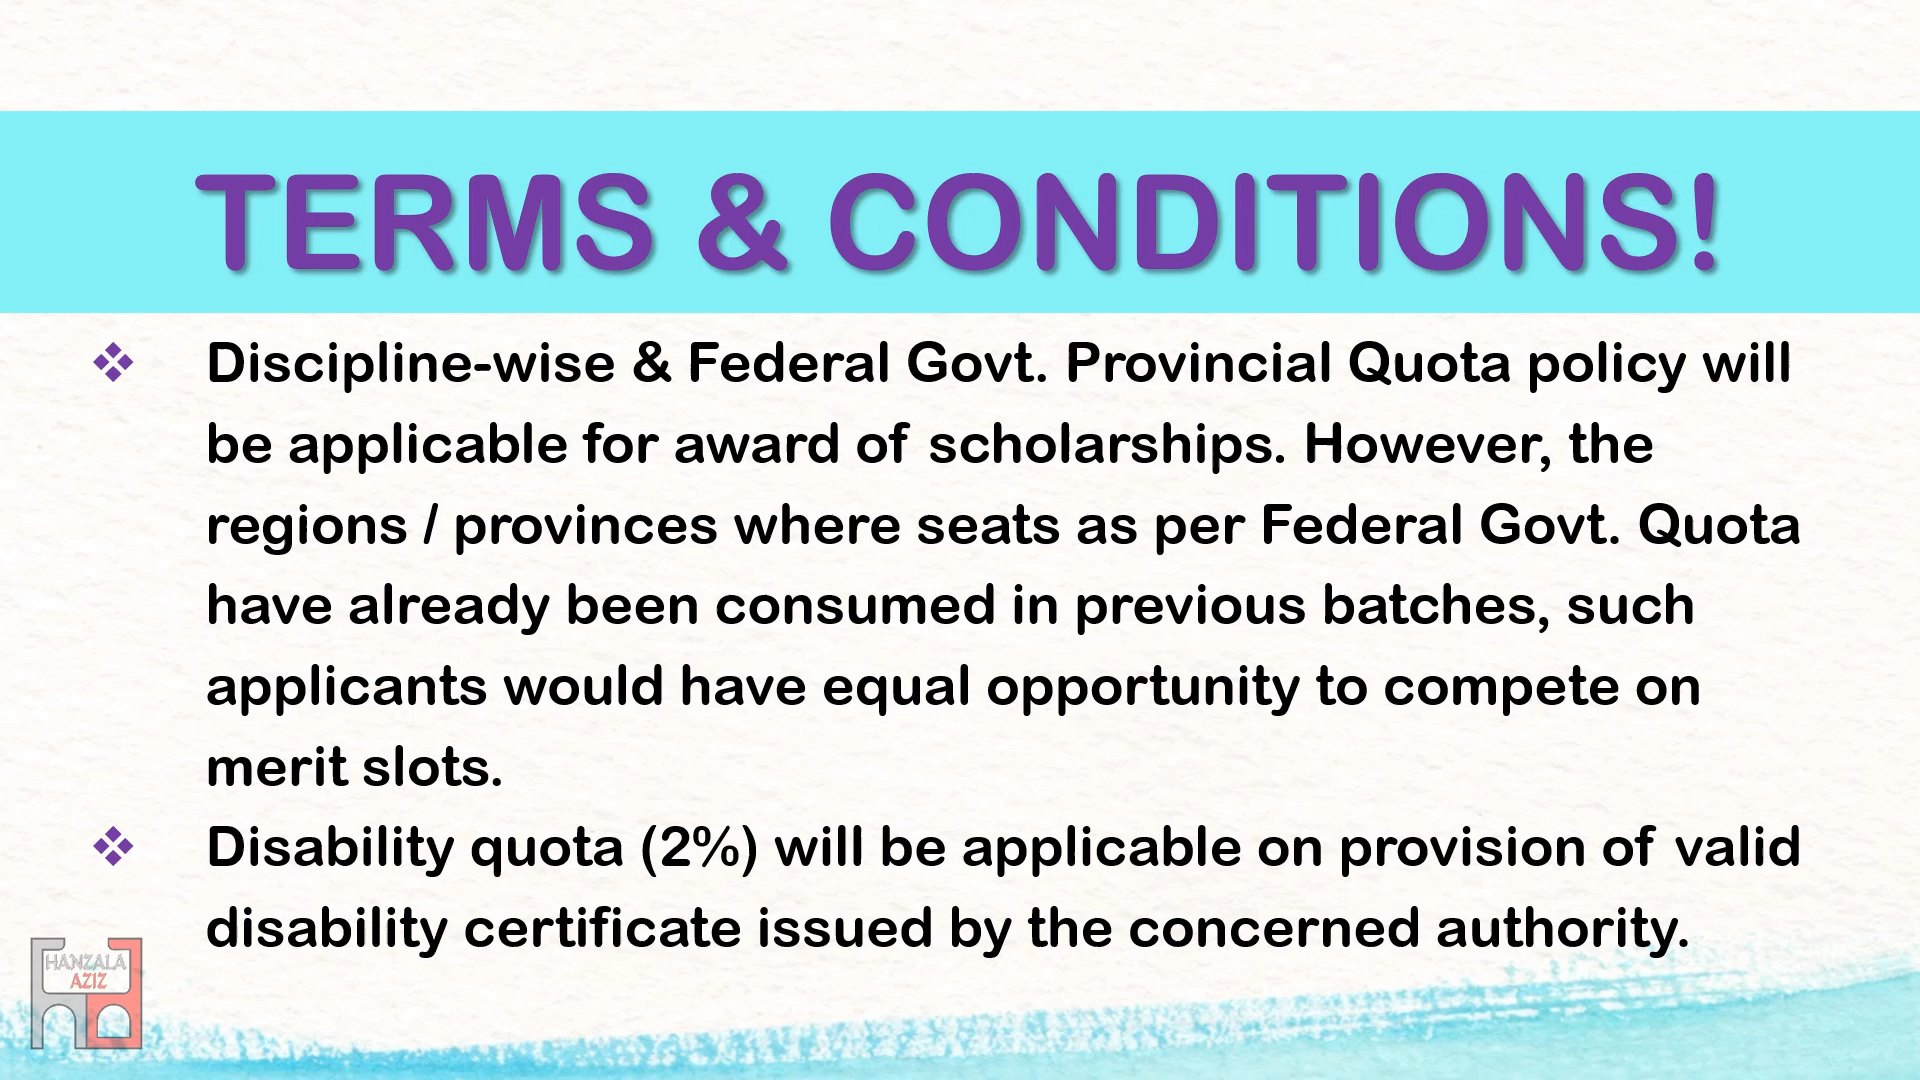 TERMS & CONDITIONS!
❖ Discipline-wise & Federal Govt. Provincial Quota policy will
be applicable for award of scholarships. However, the
regions / provinces where seats as per Federal Govt. Quota
have already been consumed in previous batches, such
applicants would have equal opportunity to compete on
merit slots.
❖ Disability quota (2%) will be applicable on provision of valid
disability certificate issued by the concerned authority.
HANZALA
AZIZ